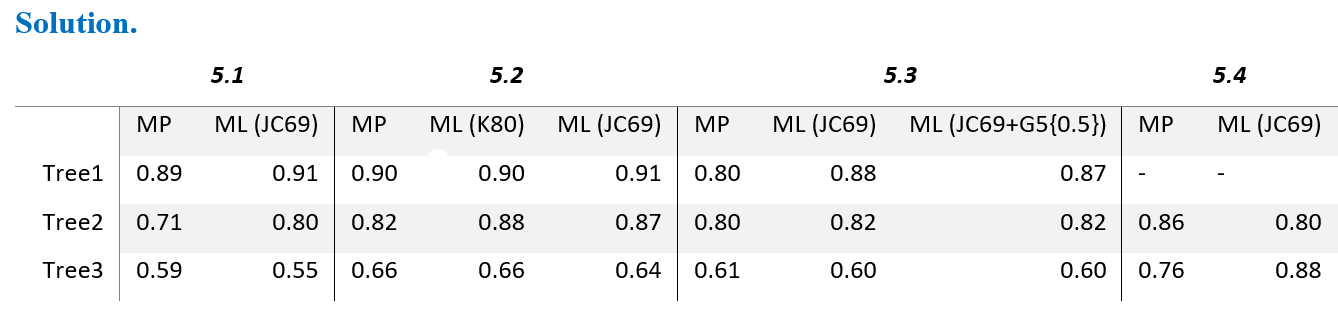 Solution.
5.1 5.2 5.3 5.4
MP ML (JC69) MP ML (K80) ML (JC69) MP ML (JC69) ML (JC69+G5{0.5}) MP ML (JC69)
Tree1 0.89 0.91 0.90 0.90 0.91 0.80 0.88 0.87 - -
Tree2 0.71 0.80 0.82 0.88 0.87 0.80 0.82 0.82 0.86 0.80
Tree3 0.59 0.55 0.66 0.66 0.64 0.61 0.60 0.60 0.76 0.88